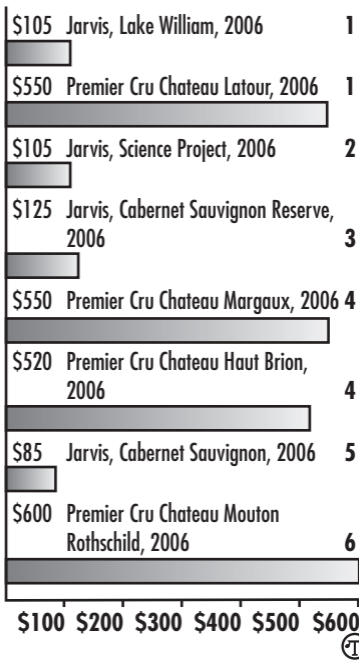 $105 Jarvis, Lake William, 2006 1
$550 Premier Cru Chateau Latour, 2006 1
$105 Jarvis, Science Project, 2006 2
$125 Jarvis, Cabernet Sauvignon Reserve,
2006 3
$550 Premier Cru Chateau Margaux, 2006 4
$520 Premier Cru Chateau Haut Brion,
2006 4
$85 Jarvis, Cabernet Sauvignon, 2006 5
$600 Premier Cru Chateau Mouton
Rothschild, 2006 6
$100 $200 $300 $400 $500 $600